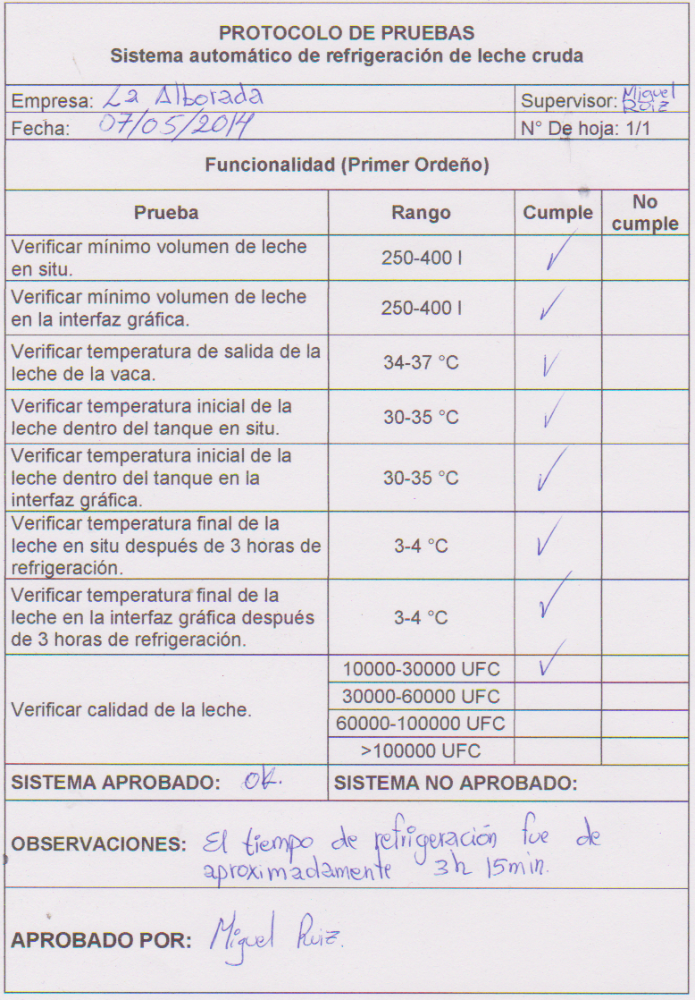 PROTOCOLO DE PRUEBAS
Sistema automático de refrigeración de leche cruda
Empresa: La Alborada
Supervisor: Miguel Ruiz
Fecha: 07/05/2014
N° De hoja: 1/1
Funcionalidad (Primer Ordeño)
Prueba Rango Cumple No cumple
Verificar mínimo volumen de leche
en situ.
250-400 l ✓
Verificar mínimo volumen de leche
en la interfaz gráfica.
250-400 l ✓
Verificar temperatura de salida de la
leche de la vaca.
34-37 °C ✓
Verificar temperatura inicial de la
leche dentro del tanque en situ.
30-35 °C ✓
Verificar temperatura inicial de la
leche dentro del tanque en la
interfaz gráfica.
30-35 °C ✓
Verificar temperatura final de la
leche en situ después de 3 horas de
refrigeración.
3-4 °C ✓
Verificar temperatura final de la
leche en la interfaz gráfica después
de 3 horas de refrigeración.
3-4 °C ✓
Verificar calidad de la leche.
10000-30000 UFC ✓
30000-60000 UFC
60000-100000 UFC
>100000 UFC
SISTEMA APROBADO: OK.
SISTEMA NO APROBADO:
OBSERVACIONES: El tiempo de refrigeración fue de
aproximadamente 3h 15min.
APROBADO POR: Miguel Ruiz.